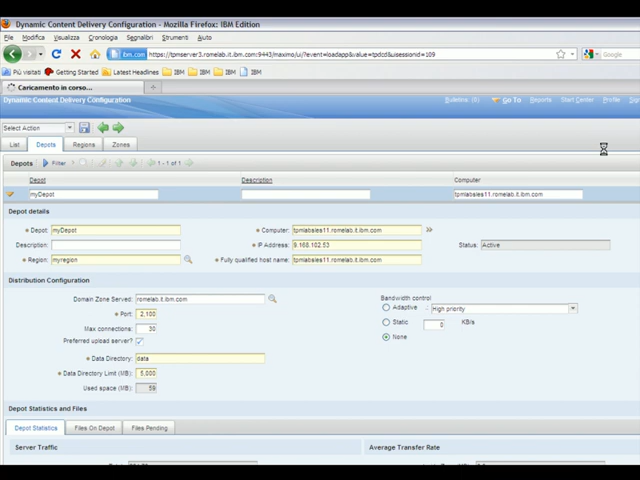 Dynamic Content Delivery Configuration - Mozilla Firefox: IBM Edition
File Modifica Visualizza Cronologia Segnalibri Strumenti Aiuto
ibm.com https://tpmserver3.romelab.it.ibm.com:9443/maximo/ui/?event=loadapp&value=tpdcd&uisessionid=109 Google
Più visitati Getting Started Latest Headlines IBM IBM IBM IBM
Caricamento in corso...
Dynamic Content Delivery Configuration Bulletins: (0) Go To Reports Start Center Profile
Select Action
List Depots Regions Zones
Depots Filter 1 - 1 of 1
Depot Description Computer
myDepot tpmlabsles11.romelab.it.ibm.com
Depot details
Depot: myDepot Computer: tpmlabsles11.romelab.it.ibm.com
Description: IP Address: 9.168.102.53 Status: Active
Region: myregion Fully qualified host name: tpmlabsles11.romelab.it.ibm.com
Distribution Configuration
Domain Zone Served: romelab.it.ibm.com Bandwidth control
Adaptive High priority
Port: 2,100
Static 0 KB/s
Max connections: 30
Preferred upload server? None
Data Directory: data
Data Directory Limit (MB): 5,000
Used space (MB): 59
Depot Statistics and Files
Depot Statistics Files On Depot Files Pending
Server Traffic Average Transfer Rate